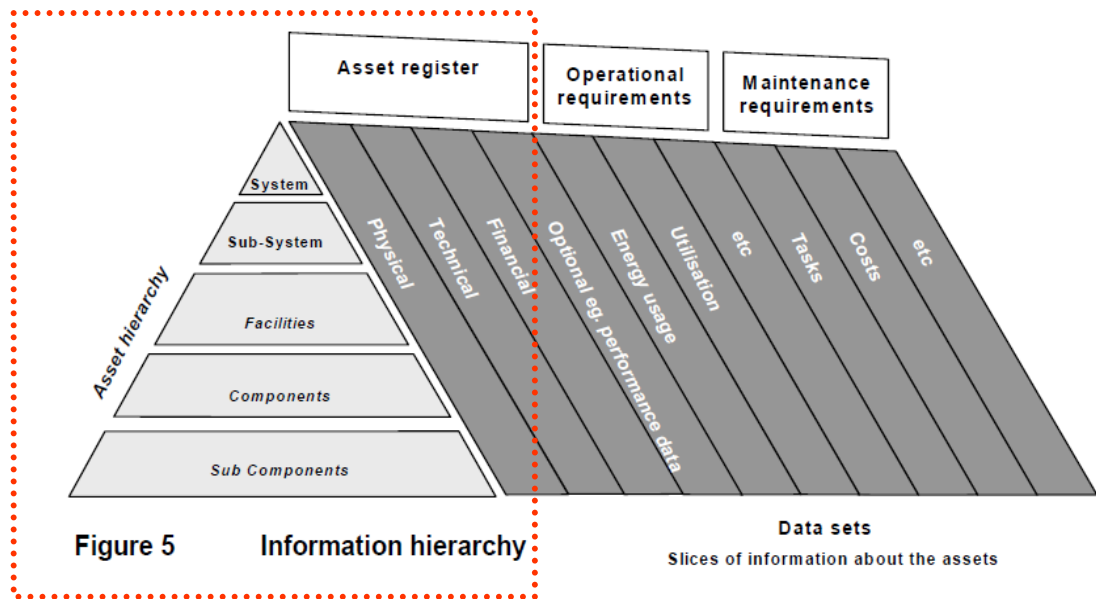 Asset register
Operational
requirements
Maintenance
requirements
System
Sub-System
Facilities
Components
Sub Components
Asset hierarchy
Physical
Technical
Financial
Optional eg. performance data
Energy usage
Utilisation
etc
Tasks
Costs
etc
Figure 5 Information hierarchy
Data sets
Slices of information about the assets